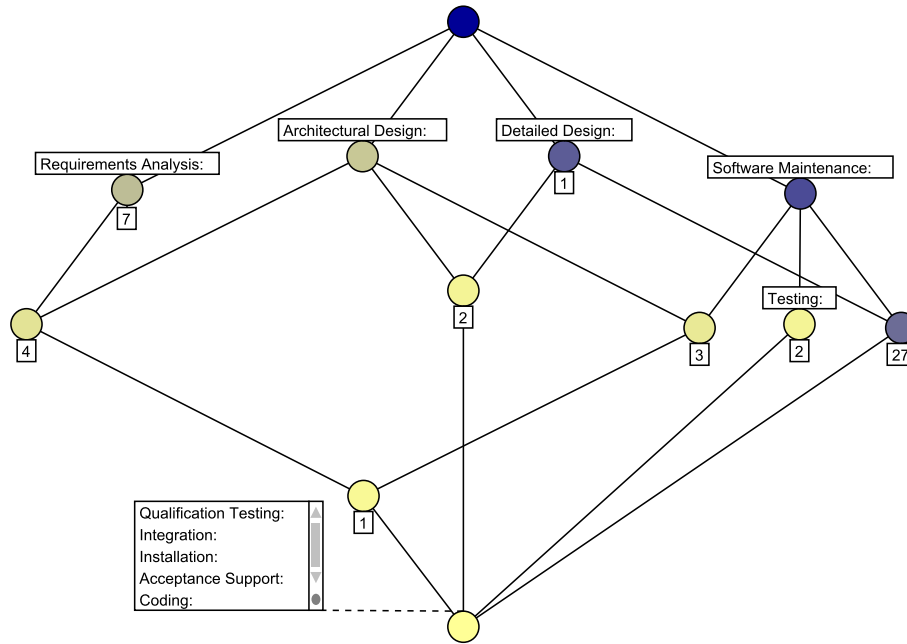 Architectural Design:
Detailed Design:
Requirements Analysis:
Software Maintenance:
1
7
Testing:
2
4
3
2
27
Qualification Testing:
Integration:
Installation:
Acceptance Support:
Coding:
1